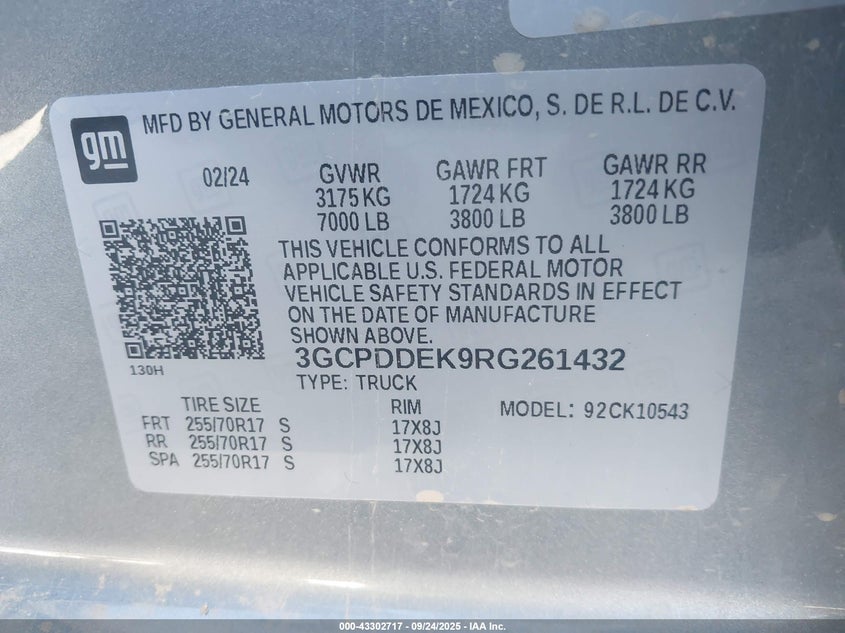 gm
MFD BY GENERAL MOTORS DE MEXICO, S. DE R.L. DE C.V.
02/24 GVWR GAWR FRT GAWR RR
3175 KG 1724 KG 1724 KG
7000 LB 3800 LB 3800 LB
THIS VEHICLE CONFORMS TO ALL
APPLICABLE U.S. FEDERAL MOTOR
VEHICLE SAFETY STANDARDS IN EFFECT
ON THE DATE OF MANUFACTURE
SHOWN ABOVE.
130H
3GCPDDEK9RG261432
TYPE: TRUCK
TIRE SIZE RIM MODEL: 92CK10543
FRT 255/70R17 S 17X8J
RR 255/70R17 S 17X8J
SPA 255/70R17 S 17X8J
000-43302717 - 09/24/2025 - IAA Inc.